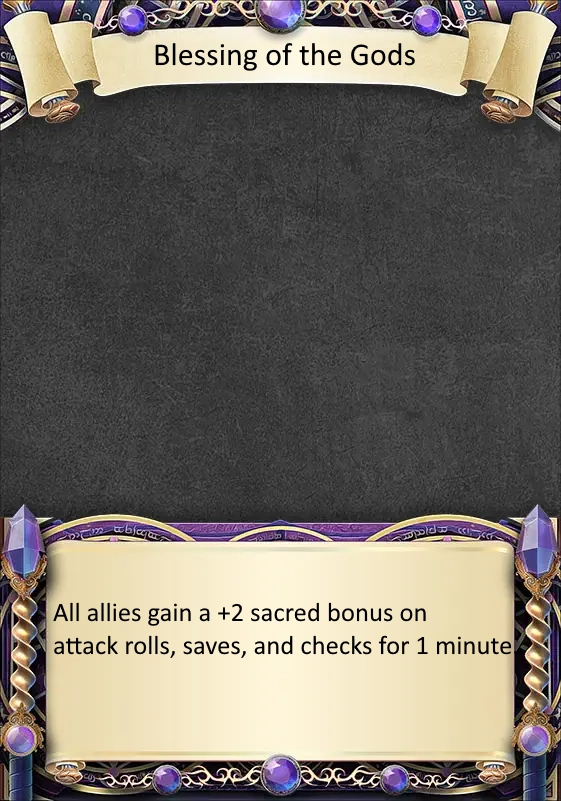 Blessing of the Gods
All allies gain a +2 sacred bonus on
attack rolls, saves, and checks for 1 minute.